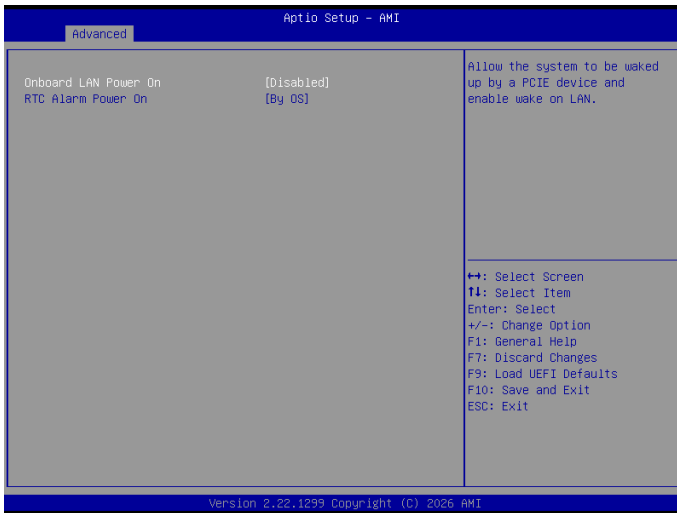 Aptio Setup – AMI
Advanced
Onboard LAN Power On [Disabled]
RTC Alarm Power On [By OS]
Allow the system to be waked
up by a PCIE device and
enable wake on LAN.
↔: Select Screen
↑↓: Select Item
Enter: Select
+/-: Change Option
F1: General Help
F7: Discard Changes
F9: Load UEFI Defaults
F10: Save and Exit
ESC: Exit
Version 2.22.1299 Copyright (C) 2026 AMI